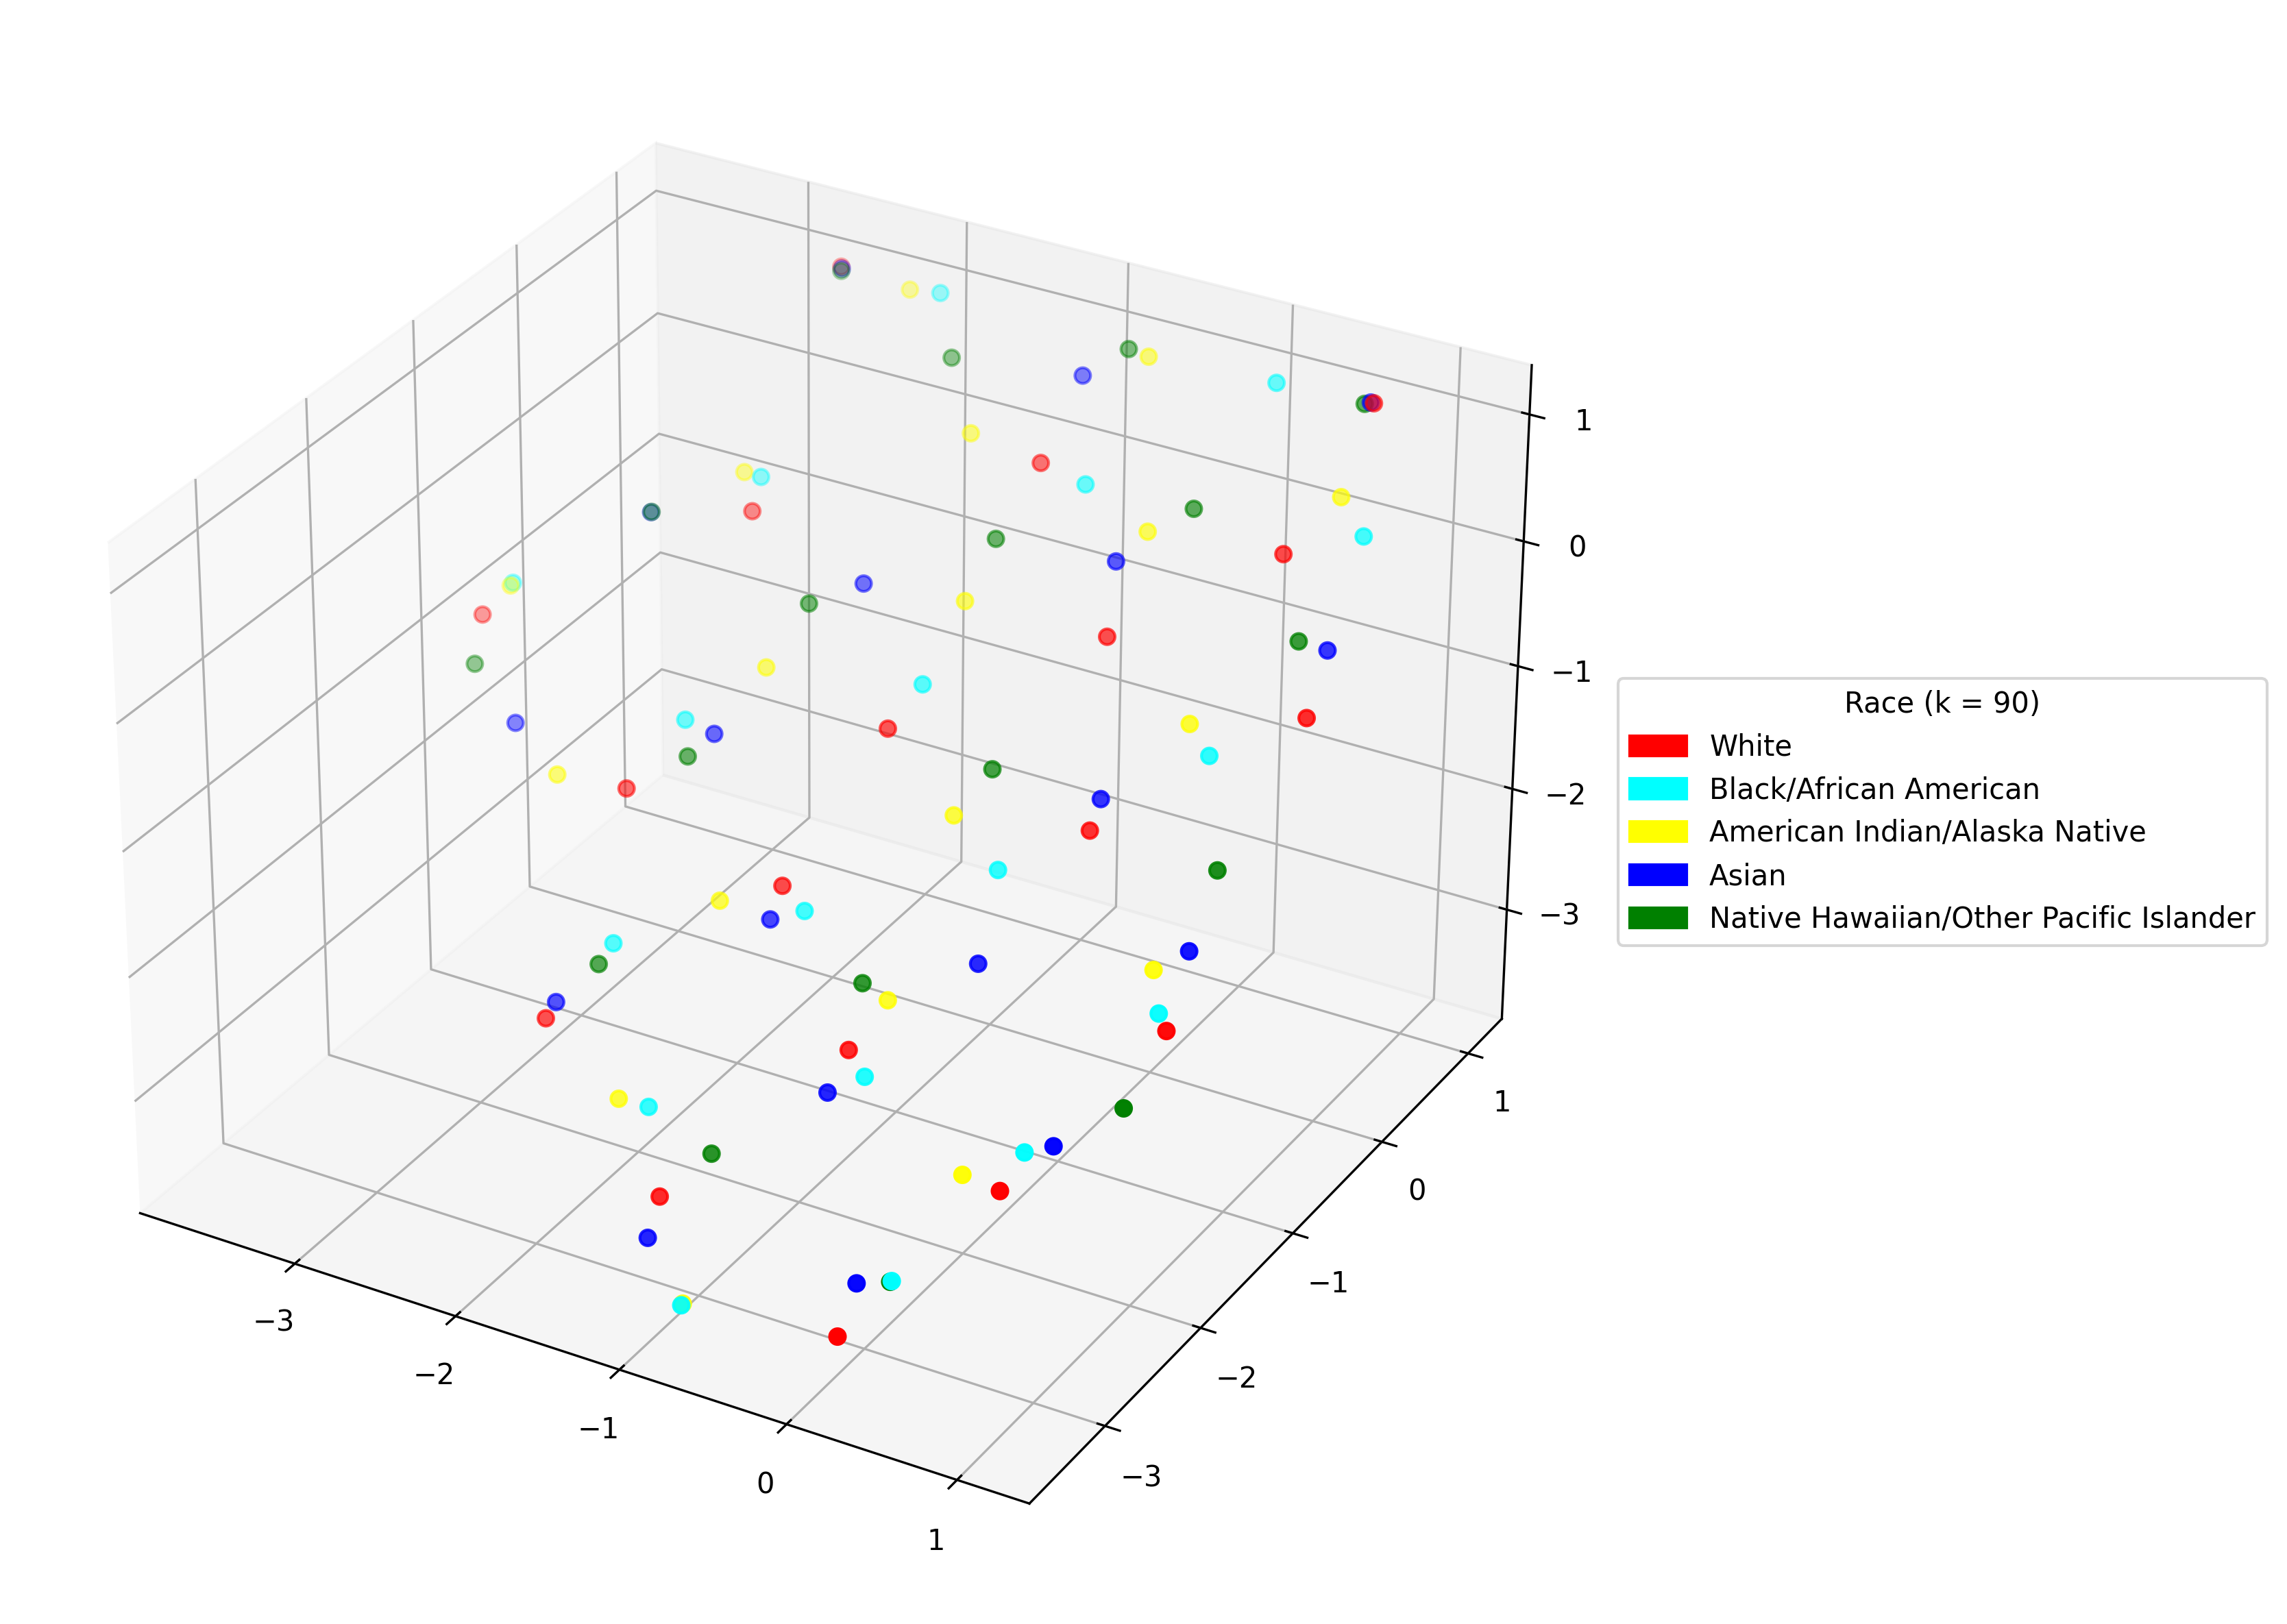 1
0
−1
−2
−3
Race (k = 90)
White
Black/African American
American Indian/Alaska Native
Asian
Native Hawaiian/Other Pacific Islander
1
0
−1
−2
−3
−3
−2
−1
0
1